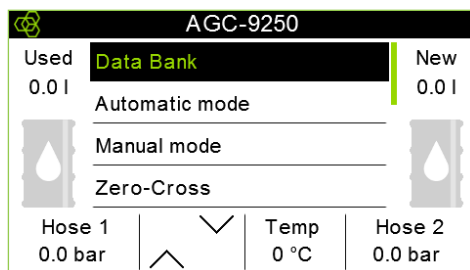 AGC-9250
Used
0.0 l
Data Bank
Automatic mode
Manual mode
Zero-Cross
New
0.0 l
Hose 1
0.0 bar
Temp
0 °C
Hose 2
0.0 bar